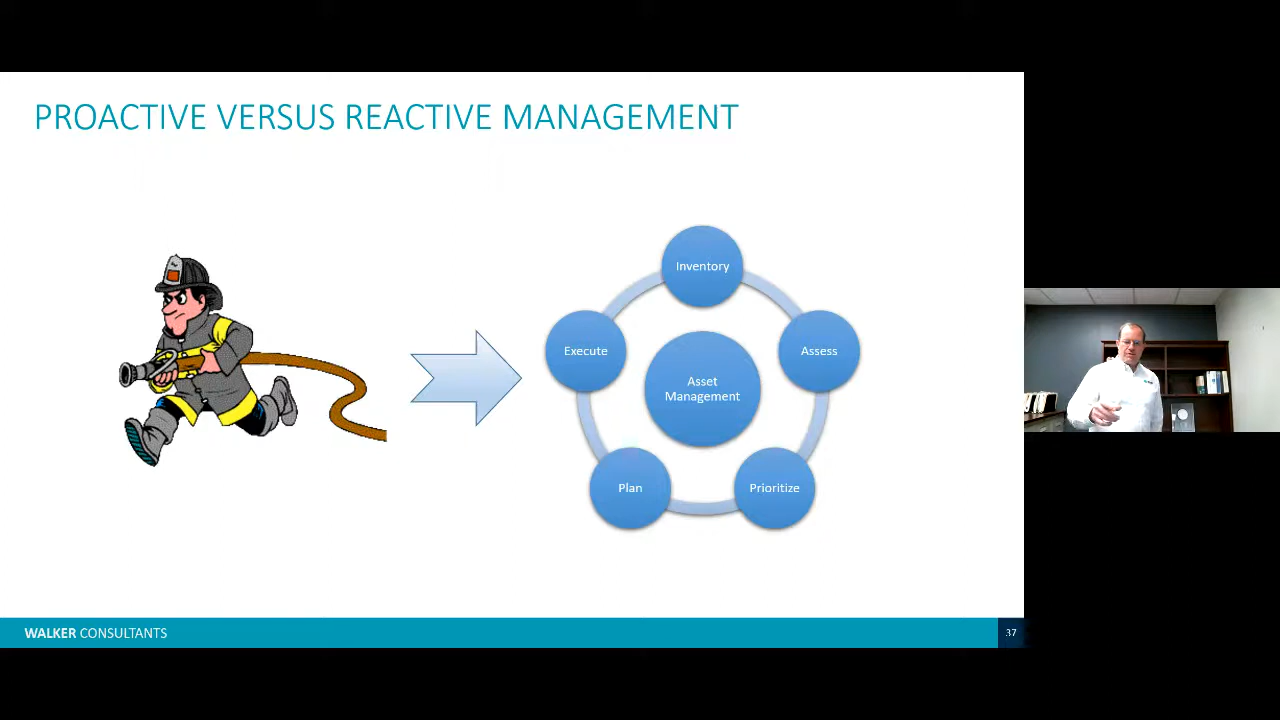 PROACTIVE VERSUS REACTIVE MANAGEMENT
Inventory
Execute
Assess
Asset
Management
Plan
Prioritize
WALKER CONSULTANTS
37